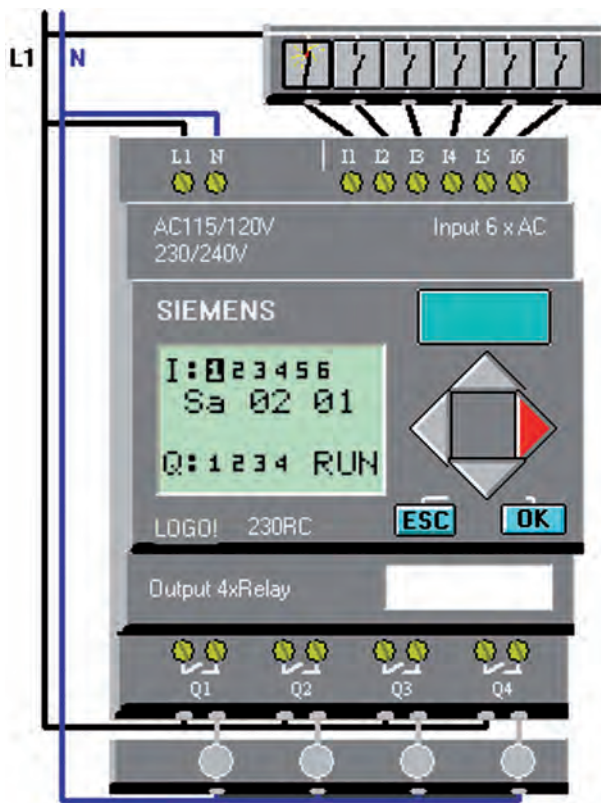 L1 N
L1 N I1 I2 I3 I4 I5 I6
AC115/120V Input 6 x AC
230/240V
SIEMENS
I:123456
Sa 02 01
Q:1234 RUN
ESC OK
LOGO! 230RC
Output 4xRelay
Q1 Q2 Q3 Q4